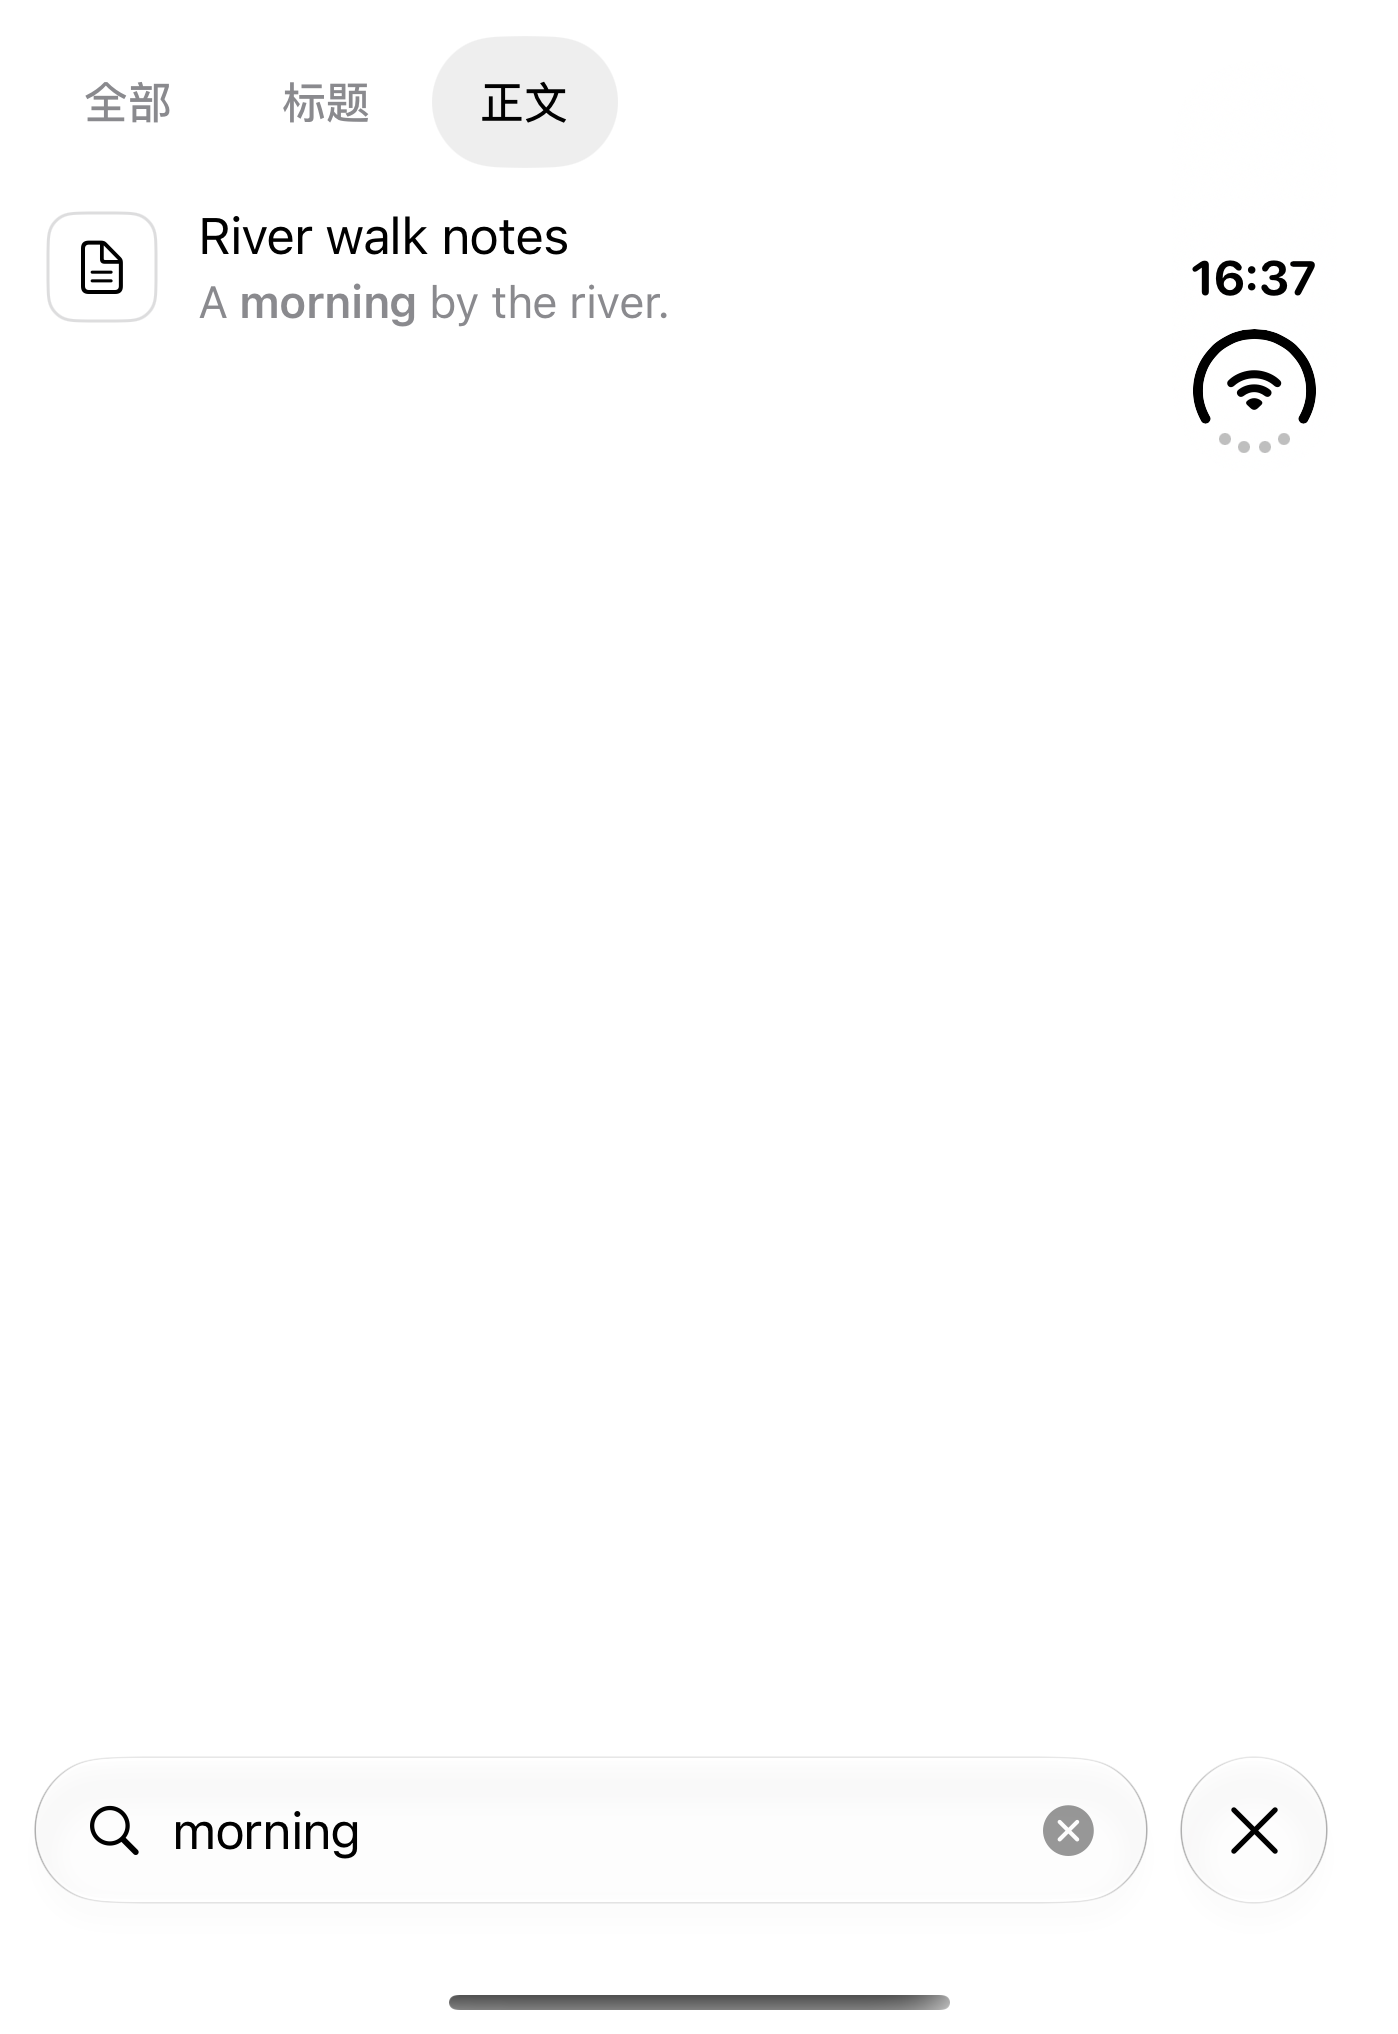 全部 标题 正文
River walk notes
A morning by the river.
16:37
morning